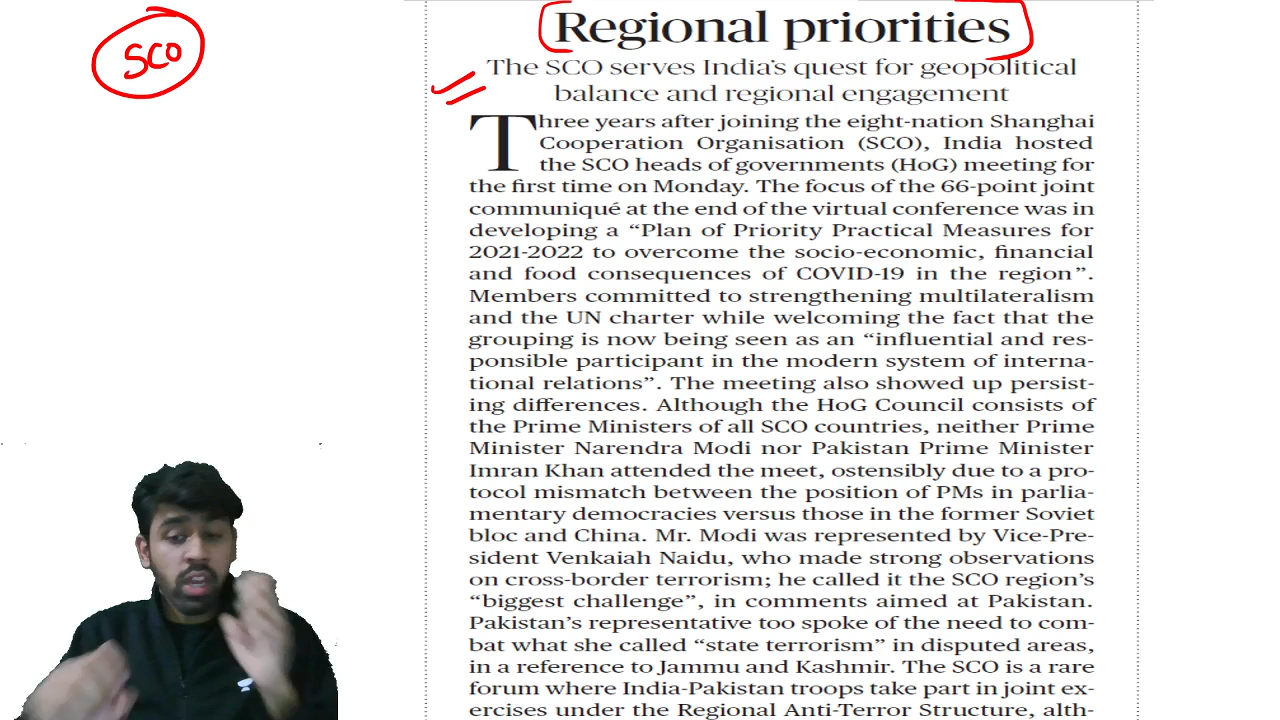 SCO
Regional priorities
The SCO serves India's quest for geopolitical
balance and regional engagement
Three years after joining the eight-nation Shanghai
Cooperation Organisation (SCO), India hosted
the SCO heads of governments (HoG) meeting for
the first time on Monday. The focus of the 66-point joint
communiqué at the end of the virtual conference was in
developing a “Plan of Priority Practical Measures for
2021-2022 to overcome the socio-economic, financial
and food consequences of COVID-19 in the region”.
Members committed to strengthening multilateralism
and the UN charter while welcoming the fact that the
grouping is now being seen as an “influential and res-
ponsible participant in the modern system of interna-
tional relations”. The meeting also showed up persist-
ing differences. Although the HoG Council consists of
the Prime Ministers of all SCO countries, neither Prime
Minister Narendra Modi nor Pakistan Prime Minister
Imran Khan attended the meet, ostensibly due to a pro-
tocol mismatch between the position of PMs in parlia-
mentary democracies versus those in the former Soviet
bloc and China. Mr. Modi was represented by Vice-Pre-
sident Venkaiah Naidu, who made strong observations
on cross-border terrorism; he called it the SCO region's
“biggest challenge”, in comments aimed at Pakistan.
Pakistan's representative too spoke of the need to com-
bat what she called “state terrorism” in disputed areas,
in a reference to Jammu and Kashmir. The SCO is a rare
forum where India-Pakistan troops take part in joint ex-
ercises under the Regional Anti-Terror Structure, alth-